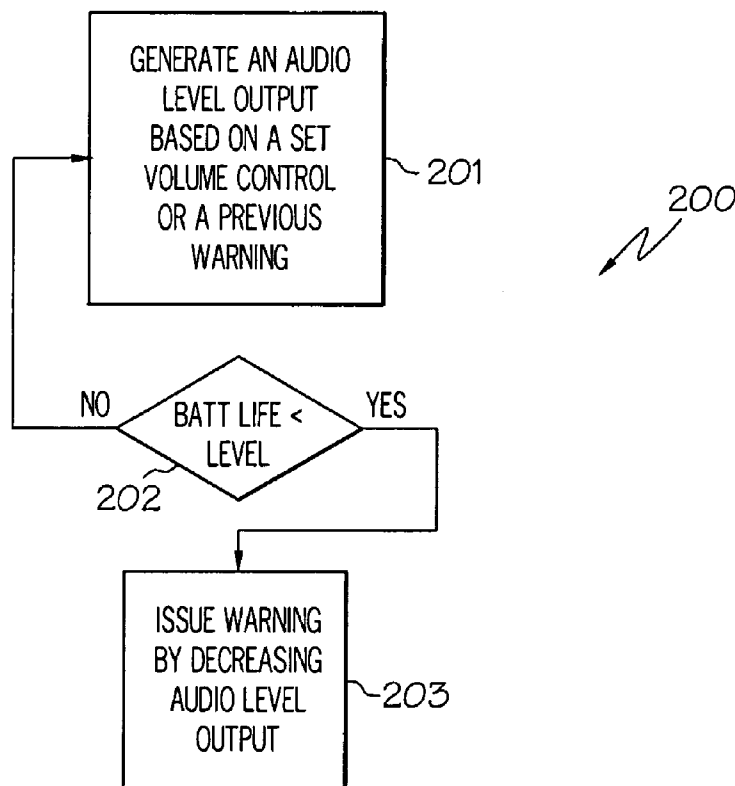 GENERATE AN AUDIO
LEVEL OUTPUT
BASED ON A SET
VOLUME CONTROL
OR A PREVIOUS
WARNING
201
200
NO
BATT LIFE <
LEVEL
YES
202
ISSUE WARNING
BY DECREASING
AUDIO LEVEL
OUTPUT
203